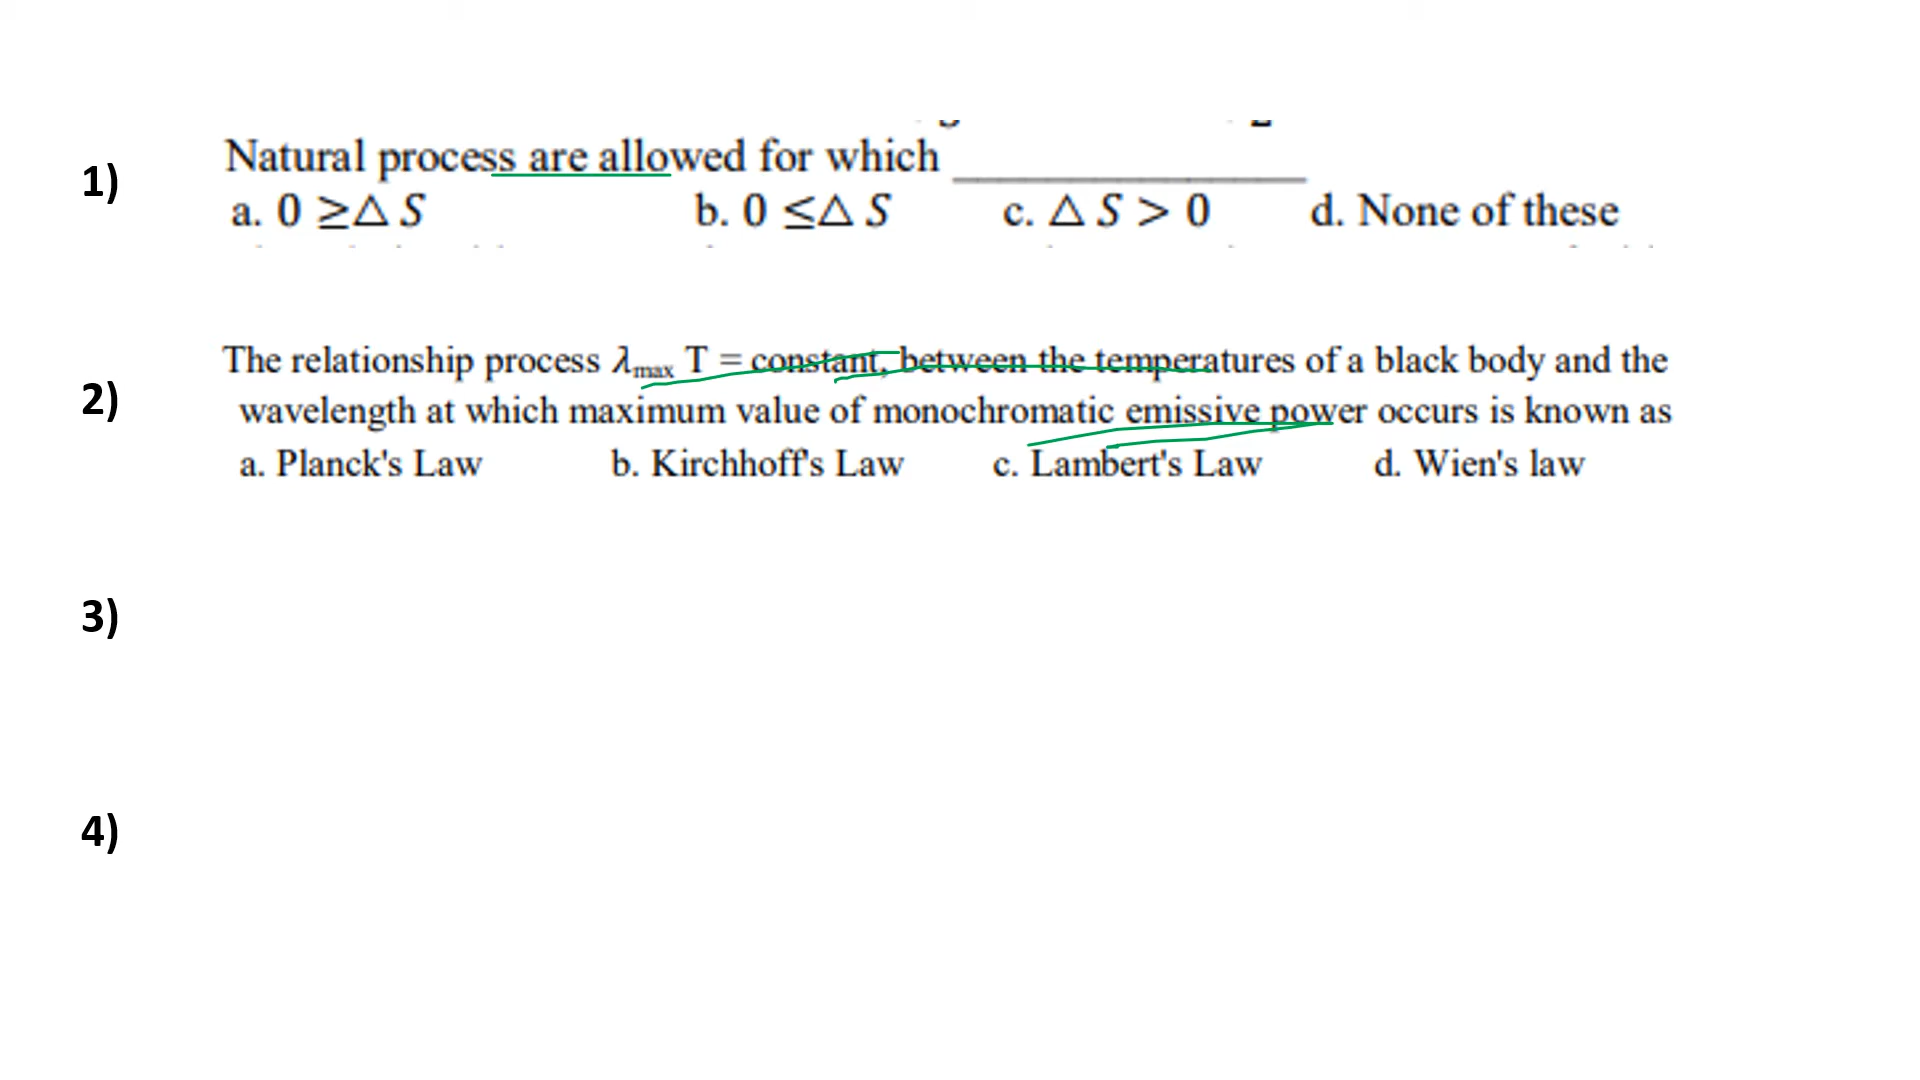 1)
Natural process are allowed for which ____________
a. 0 ≥△ S b. 0 ≤△ S c. △ S > 0 d. None of these
2)
The relationship process λmax T = constant, between the temperatures of a black body and the
wavelength at which maximum value of monochromatic emissive power occurs is known as
a. Planck's Law b. Kirchhoff's Law c. Lambert's Law d. Wien's law
3)
4)